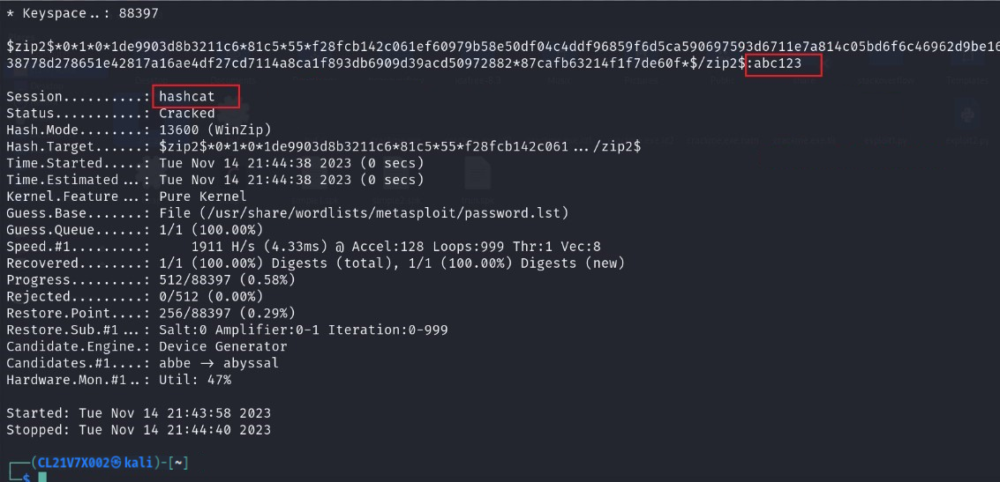 * Keyspace..: 88397
$zip2$*0*1*0*1de9903d8b3211c6*81c5*55*f28fcb142c061ef60979b58e50df04c4ddf96859f6d5ca590697593d6711e7a814c05bd6f6c46962d9be16
38778d278651e42817a16ae4df27cd7114a8ca1f893db6909d39acd50972882*87cafb63214f1f7de60f*$/zip2$:abc123
Session..........: hashcat
Status...........: Cracked
Hash.Mode........: 13600 (WinZip)
Hash.Target......: $zip2$*0*1*0*1de9903d8b3211c6*81c5*55*f28fcb142c061.../zip2$
Time.Started.....: Tue Nov 14 21:44:38 2023 (0 secs)
Time.Estimated...: Tue Nov 14 21:44:38 2023 (0 secs)
Kernel.Feature...: Pure Kernel
Guess.Base.......: File (/usr/share/wordlists/metasploit/password.lst)
Guess.Queue......: 1/1 (100.00%)
Speed.#1.........:     1911 H/s (4.33ms) @ Accel:128 Loops:999 Thr:1 Vec:8
Recovered........: 1/1 (100.00%) Digests (total), 1/1 (100.00%) Digests (new)
Progress.........: 512/88397 (0.58%)
Rejected.........: 0/512 (0.00%)
Restore.Point....: 256/88397 (0.29%)
Restore.Sub.#1...: Salt:0 Amplifier:0-1 Iteration:0-999
Candidate.Engine.: Device Generator
Candidates.#1....: abbe -> abyssal
Hardware.Mon.#1..: Util: 47%
Started: Tue Nov 14 21:43:58 2023
Stopped: Tue Nov 14 21:44:40 2023
┌──(CL21V7X002㉿kali)-[~]
└─$